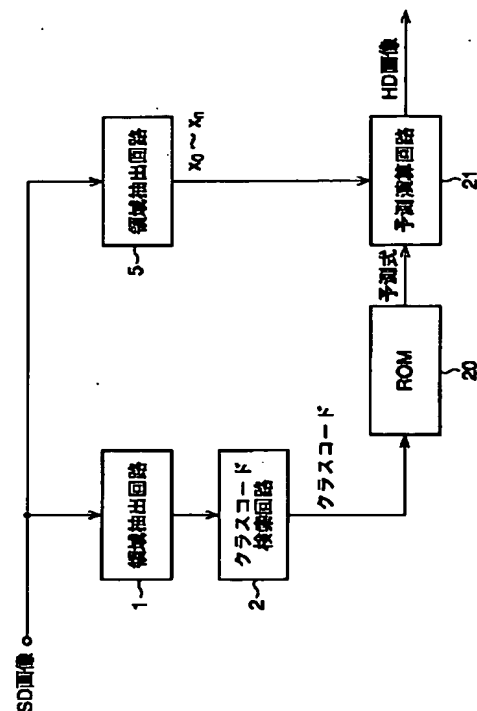 SD画像
領域抽出回路
1
クラスコード
検索回路
2
クラスコード
領域抽出回路
5
X0～Xn
ROM
20
予測式
予測演算回路
21
HD画像